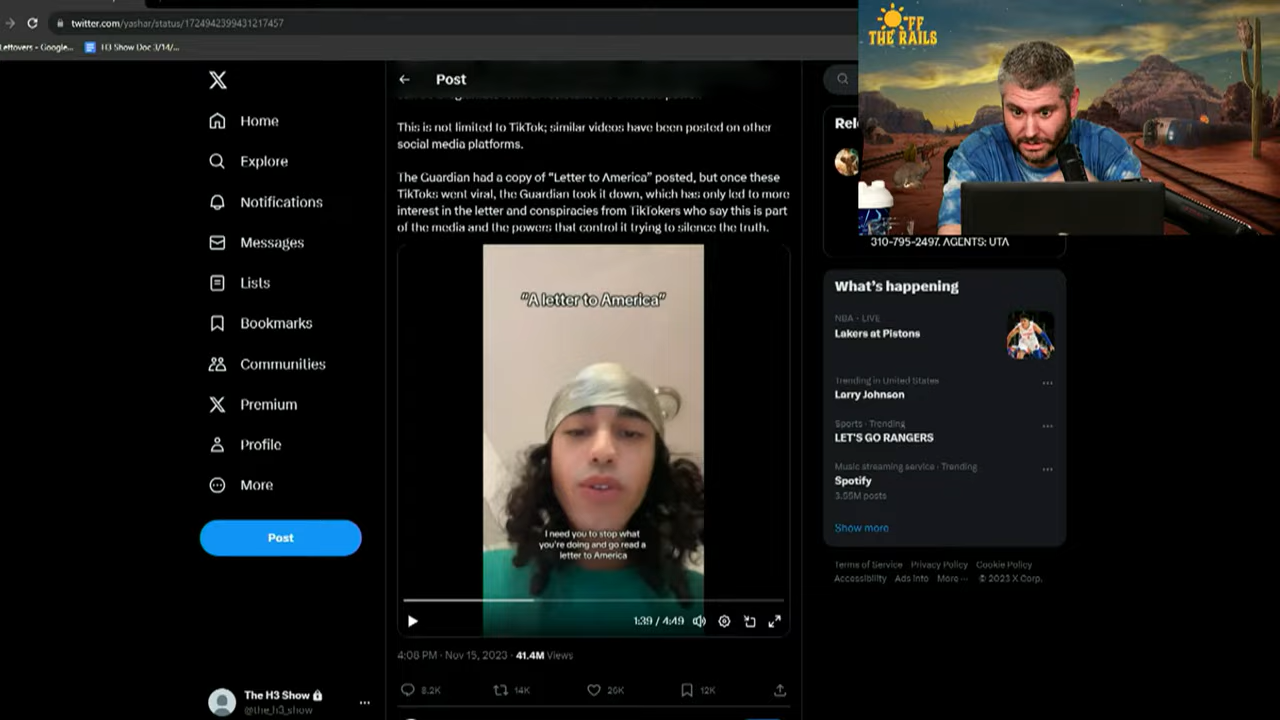 twitter.com/yashar/status/1724942399431217457
Leftovers - Google...
H3 Show Doc 3/14/...
OFF
THE RAILS
Home
Explore
Notifications
Messages
Lists
Bookmarks
Communities
Premium
Profile
More
Post
The H3 Show
@the_h3_show
Post
This is not limited to TikTok; similar videos have been posted on other
social media platforms.
The Guardian had a copy of “Letter to America” posted, but once these
TikToks went viral, the Guardian took it down, which has only led to more
interest in the letter and conspiracies from TikTokers who say this is part
of the media and the powers that control it trying to silence the truth.
"A letter to America"
I need you to stop what
you're doing and go read a
letter to America
1:39 / 4:49
4:08 PM · Nov 15, 2023 · 41.4M Views
8.2K
14K
26K
12K
Rel
310-795-2497. AGENTS: UTA
What's happening
NBA · LIVE
Lakers at Pistons
Trending in United States
Larry Johnson
Sports · Trending
LET'S GO RANGERS
Music streaming service · Trending
Spotify
3.55M posts
Show more
Terms of Service Privacy Policy Cookie Policy
Accessibility Ads info More ··· © 2023 X Corp.